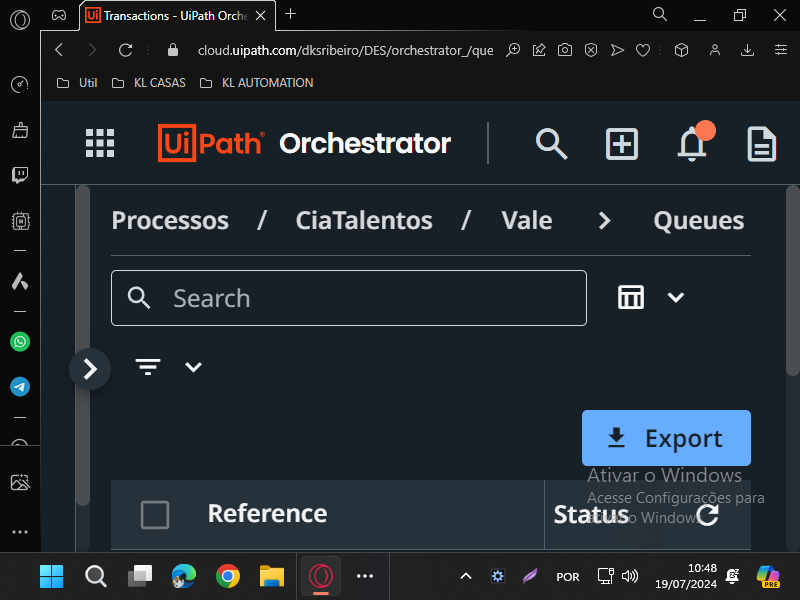 Transactions - UiPath Orche
cloud.uipath.com/dksribeiro/DES/orchestrator_/que
Util
KL CASAS
KL AUTOMATION
UiPath Orchestrator
Processos / CiaTalentos / Vale > Queues
Search
Export
Ativar o Windows
Acesse Configurações para
Reference
Status
o Windows
POR
10:48
19/07/2024
PRE